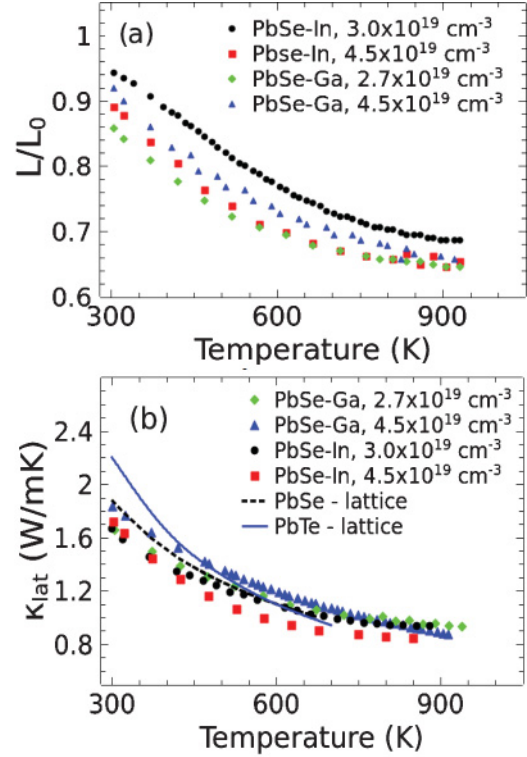 (a)
PbSe-In, 3.0x10¹⁹ cm⁻³
PbSe-In, 4.5x10¹⁹ cm⁻³
PbSe-Ga, 2.7x10¹⁹ cm⁻³
PbSe-Ga, 4.5x10¹⁹ cm⁻³
L/L₀
1
0.9
0.8
0.7
0.6
300
600
900
Temperature (K)
(b)
PbSe-Ga, 2.7x10¹⁹ cm⁻³
PbSe-Ga, 4.5x10¹⁹ cm⁻³
PbSe-In, 3.0x10¹⁹ cm⁻³
PbSe-In, 4.5x10¹⁹ cm⁻³
PbSe - lattice
PbTe - lattice
κlat (W/mK)
2.4
2
1.6
1.2
0.8
300
600
900
Temperature (K)